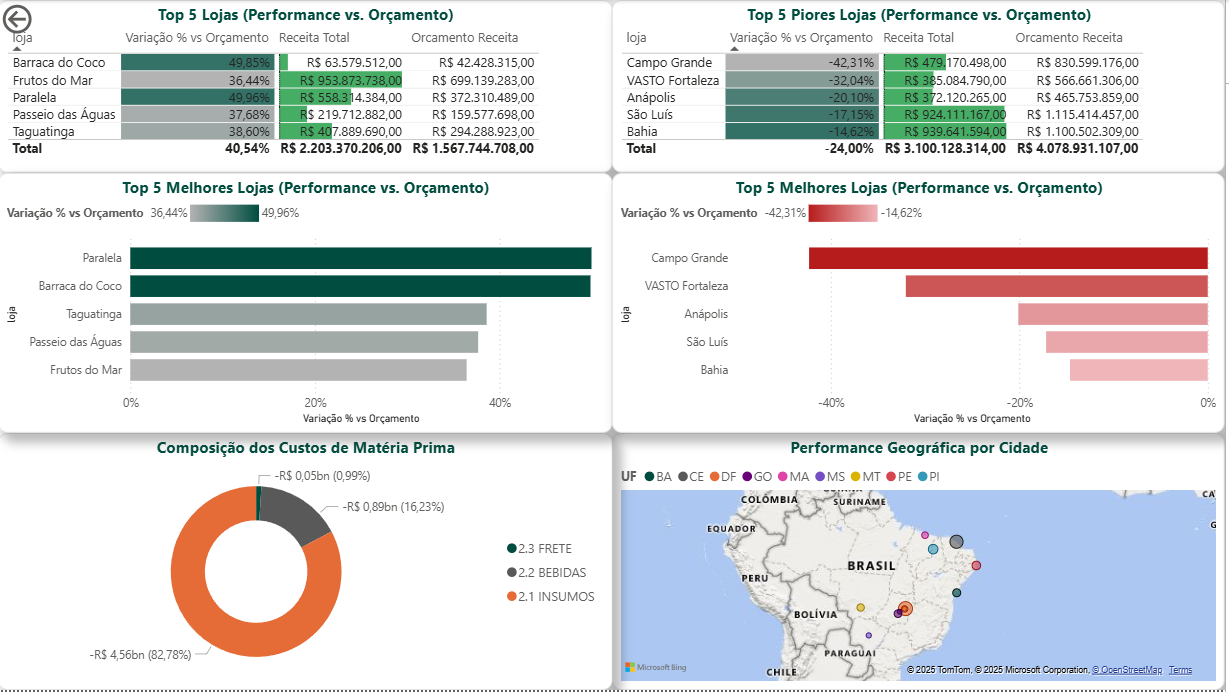 Top 5 Lojas (Performance vs. Orçamento)
loja Variação % vs Orçamento Receita Total Orcamento Receita
Barraca do Coco 49,85% R$ 63.579.512,00 R$ 42.428.315,00
Frutos do Mar 36,44% R$ 953.873.738,00 R$ 699.139.283,00
Paralela 49,96% R$ 558.314.384,00 R$ 372.310.489,00
Passeio das Águas 37,68% R$ 219.712.882,00 R$ 159.577.698,00
Taguatinga 38,60% R$ 407.889.690,00 R$ 294.288.923,00
Total 40,54% R$ 2.203.370.206,00 R$ 1.567.744.708,00
Top 5 Piores Lojas (Performance vs. Orçamento)
loja Variação % vs Orçamento Receita Total Orcamento Receita
Campo Grande -42,31% R$ 479.170.498,00 R$ 830.599.176,00
VASTO Fortaleza -32,04% R$ 385.084.790,00 R$ 566.661.306,00
Anápolis -20,10% R$ 372.120.265,00 R$ 465.753.859,00
São Luís -17,15% R$ 924.111.167,00 R$ 1.115.414.457,00
Bahia -14,62% R$ 939.641.594,00 R$ 1.100.502.309,00
Total -24,00% R$ 3.100.128.314,00 R$ 4.078.931.107,00
Top 5 Melhores Lojas (Performance vs. Orçamento)
Variação % vs Orçamento 36,44% 49,96%
Paralela
Barraca do Coco
Taguatinga
Passeio das Águas
Frutos do Mar
loja
0% 20% 40%
Variação % vs Orçamento
Top 5 Melhores Lojas (Performance vs. Orçamento)
Variação % vs Orçamento -42,31% -14,62%
Campo Grande
VASTO Fortaleza
Anápolis
São Luís
Bahia
loja
-40% -20% 0%
Variação % vs Orçamento
Composição dos Custos de Matéria Prima
-R$ 0,05bn (0,99%)
-R$ 0,89bn (16,23%)
-R$ 4,56bn (82,78%)
2.3 FRETE
2.2 BEBIDAS
2.1 INSUMOS
Performance Geográfica por Cidade
UF BA CE DF GO MA MS MT PE PI
COLÔMBIA
SURINAME
EQUADOR
BRASIL
PERU
BOLÍVIA
PARAGUAI
CHILE
Microsoft Bing
© 2025 TomTom, © 2025 Microsoft Corporation, © OpenStreetMap Terms